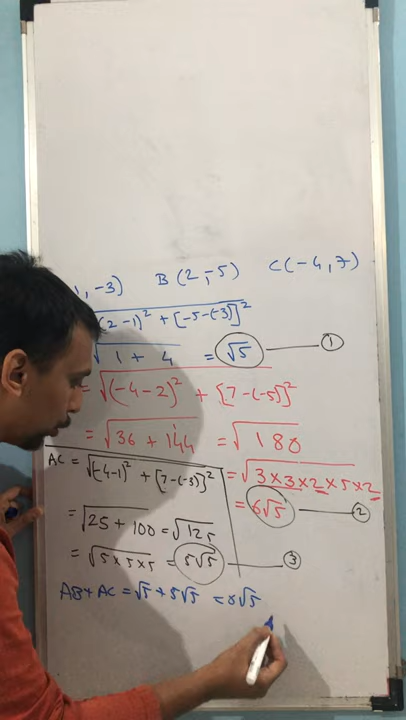 1, -3) B (2, -5) C(-4, 7)
(2-1)² + [-5-(-3)]²
√1 + 4 = √5 ①
= √(-4-2)² + [7-(-5)]²
= √36 + 144 = √180
= √3×3×2×5×2
= 6√5 ②
AC = √(-4-1)² + [7-(-3)]²
= √25 + 100 = √125
= √5×5×5 = 5√5 ③
AB+AC = √5 + 5√5 = 6√5